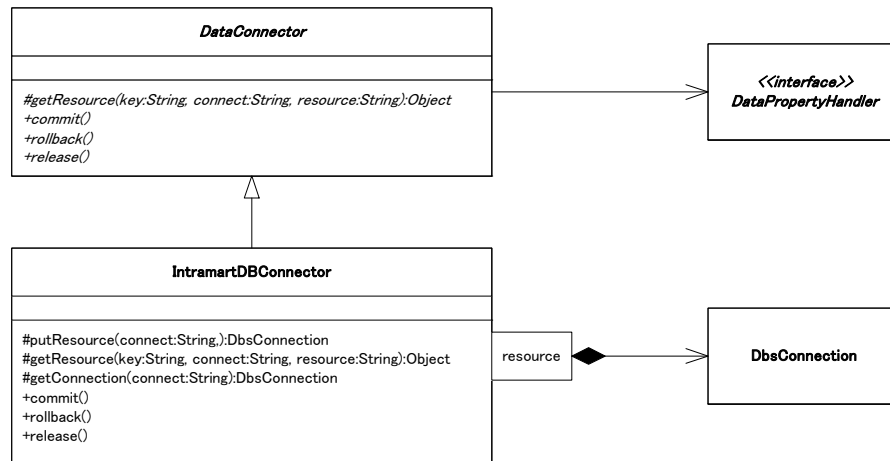 DataConnector
#getResource(key:String, connect:String, resource:String):Object
+commit()
+rollback()
+release()
<<interface>>
DataPropertyHandler
IntramartDBConnector
#putResource(connect:String,):DbsConnection
#getResource(key:String, connect:String, resource:String):Object
#getConnection(connect:String):DbsConnection
+commit()
+rollback()
+release()
resource
DbsConnection